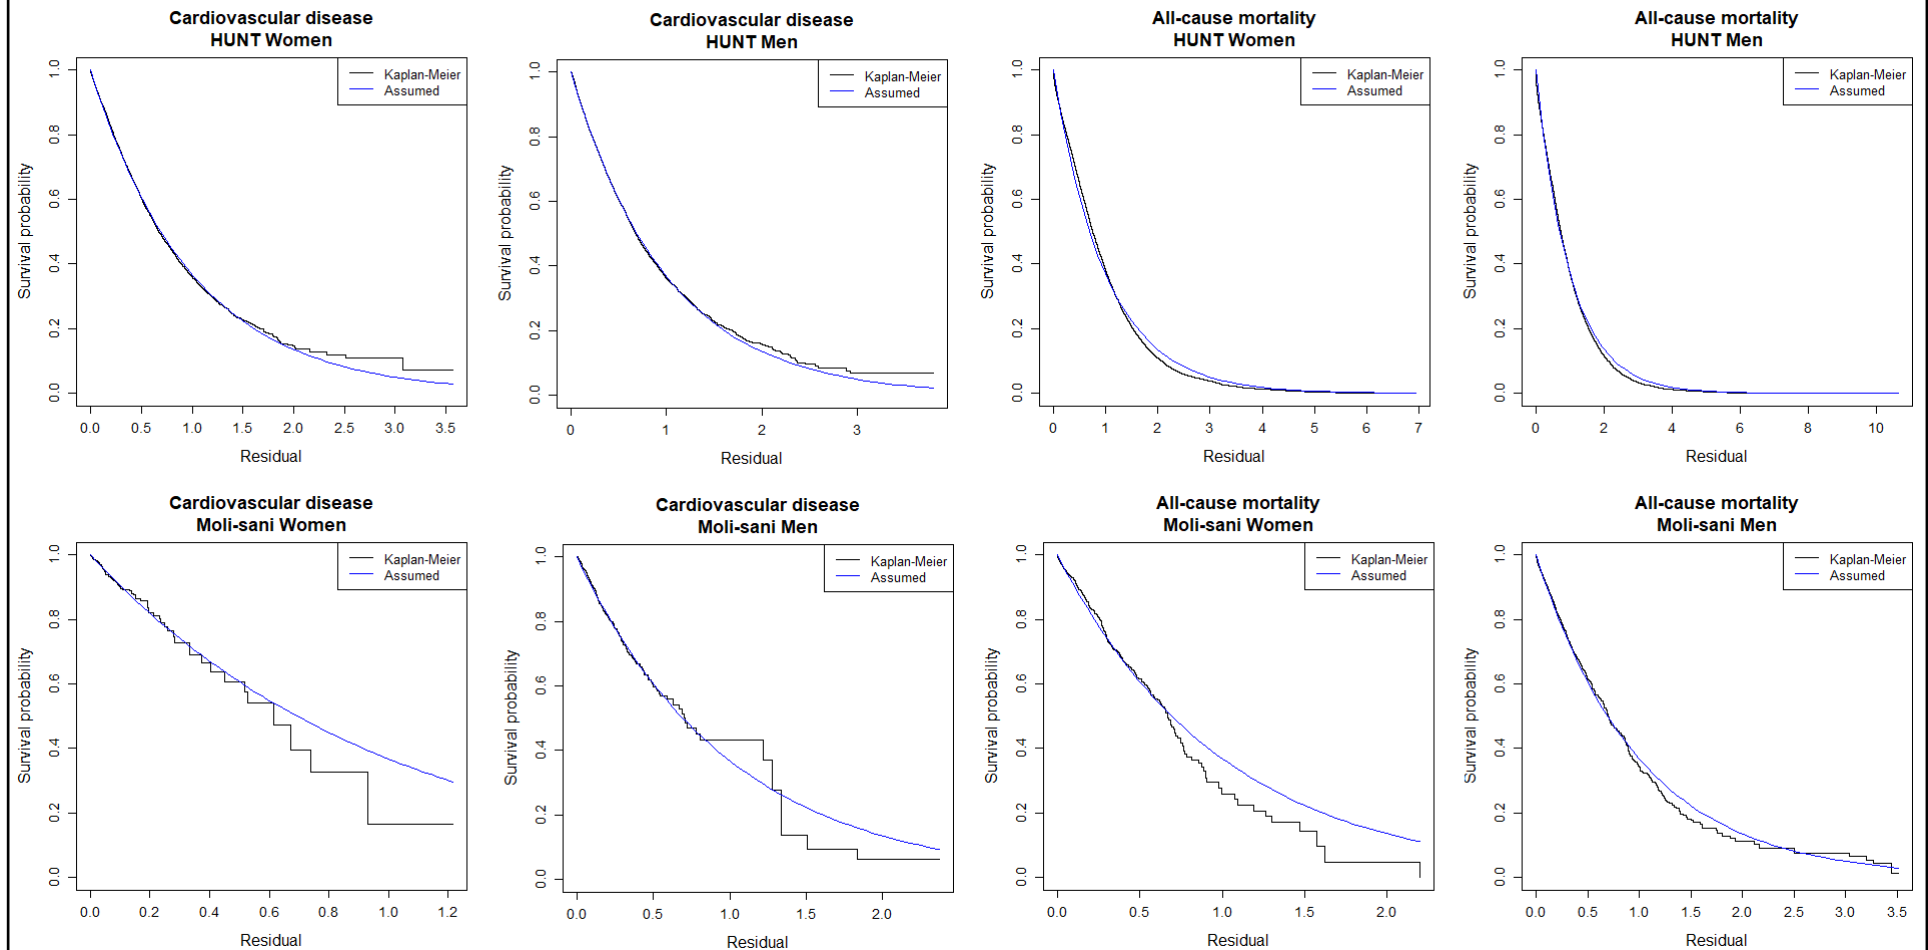 Cardiovascular disease
HUNT Women
Kaplan-Meier
Assumed
Survival probability
0.0 0.2 0.4 0.6 0.8 1.0
0.0 0.5 1.0 1.5 2.0 2.5 3.0 3.5
Residual
Cardiovascular disease
HUNT Men
Kaplan-Meier
Assumed
Survival probability
0.0 0.2 0.4 0.6 0.8 1.0
0 1 2 3
Residual
All-cause mortality
HUNT Women
Kaplan-Meier
Assumed
Survival probability
0.0 0.2 0.4 0.6 0.8 1.0
0 1 2 3 4 5 6 7
Residual
All-cause mortality
HUNT Men
Kaplan-Meier
Assumed
Survival probability
0.0 0.2 0.4 0.6 0.8 1.0
0 2 4 6 8 10
Residual
Cardiovascular disease
Moli-sani Women
Kaplan-Meier
Assumed
Survival probability
0.0 0.2 0.4 0.6 0.8 1.0
0.0 0.2 0.4 0.6 0.8 1.0 1.2
Residual
Cardiovascular disease
Moli-sani Men
Kaplan-Meier
Assumed
Survival probability
0.0 0.2 0.4 0.6 0.8 1.0
0.0 0.5 1.0 1.5 2.0
Residual
All-cause mortality
Moli-sani Women
Kaplan-Meier
Assumed
Survival probability
0.0 0.2 0.4 0.6 0.8 1.0
0.0 0.5 1.0 1.5 2.0
Residual
All-cause mortality
Moli-sani Men
Kaplan-Meier
Assumed
Survival probability
0.0 0.2 0.4 0.6 0.8 1.0
0.0 0.5 1.0 1.5 2.0 2.5 3.0 3.5
Residual